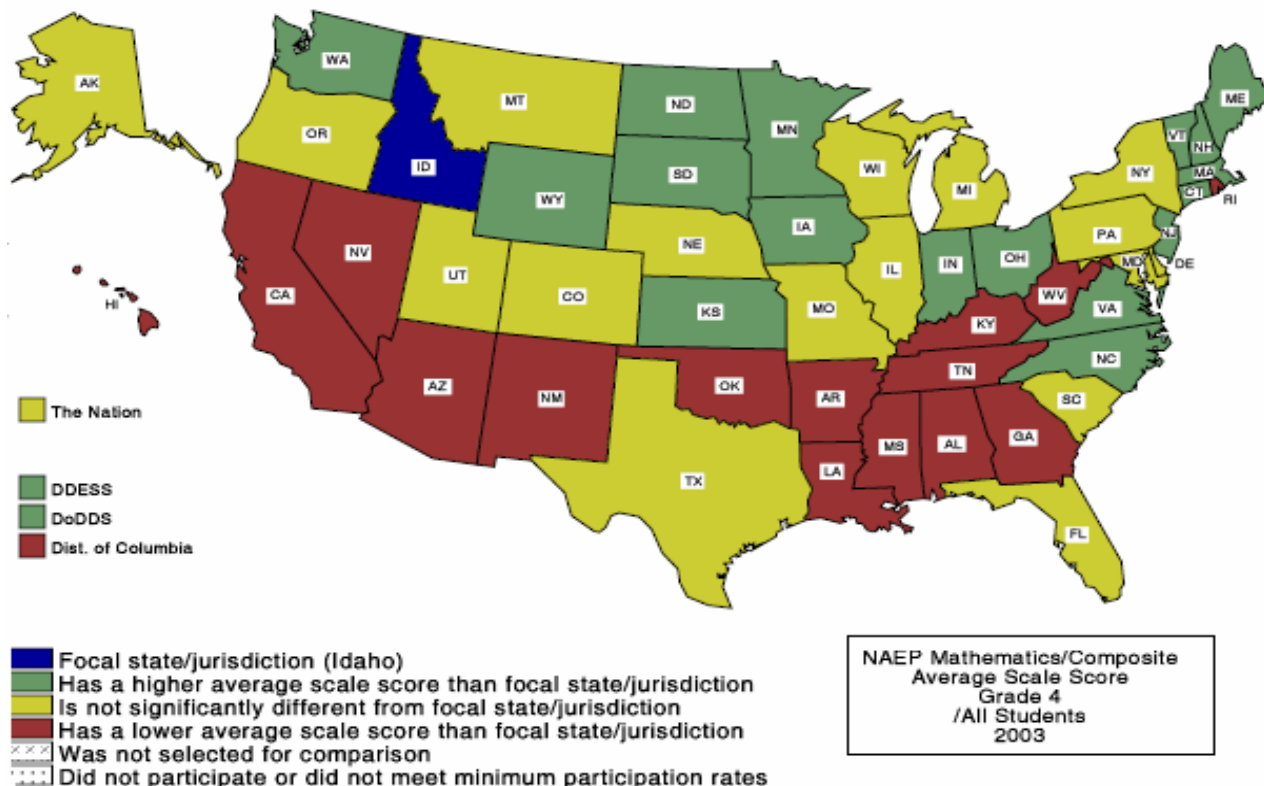 AK
WA
MT
ND
MN
ME
VT
NH
OR
ID
SD
WI
MI
NY
MA
CT
RI
WY
IA
PA
NJ
NE
NV
UT
IL
IN
OH
MD
DE
CA
CO
WV
HI
KS
MO
KY
VA
NC
TN
AZ
NM
OK
AR
SC
MS
AL
GA
LA
TX
FL
The Nation
DDESS
DoDDS
Dist. of Columbia
Focal state/jurisdiction (Idaho)
Has a higher average scale score than focal state/jurisdiction
Is not significantly different from focal state/jurisdiction
Has a lower average scale score than focal state/jurisdiction
Was not selected for comparison
Did not participate or did not meet minimum participation rates
NAEP Mathematics/Composite
Average Scale Score
Grade 4
/All Students
2003